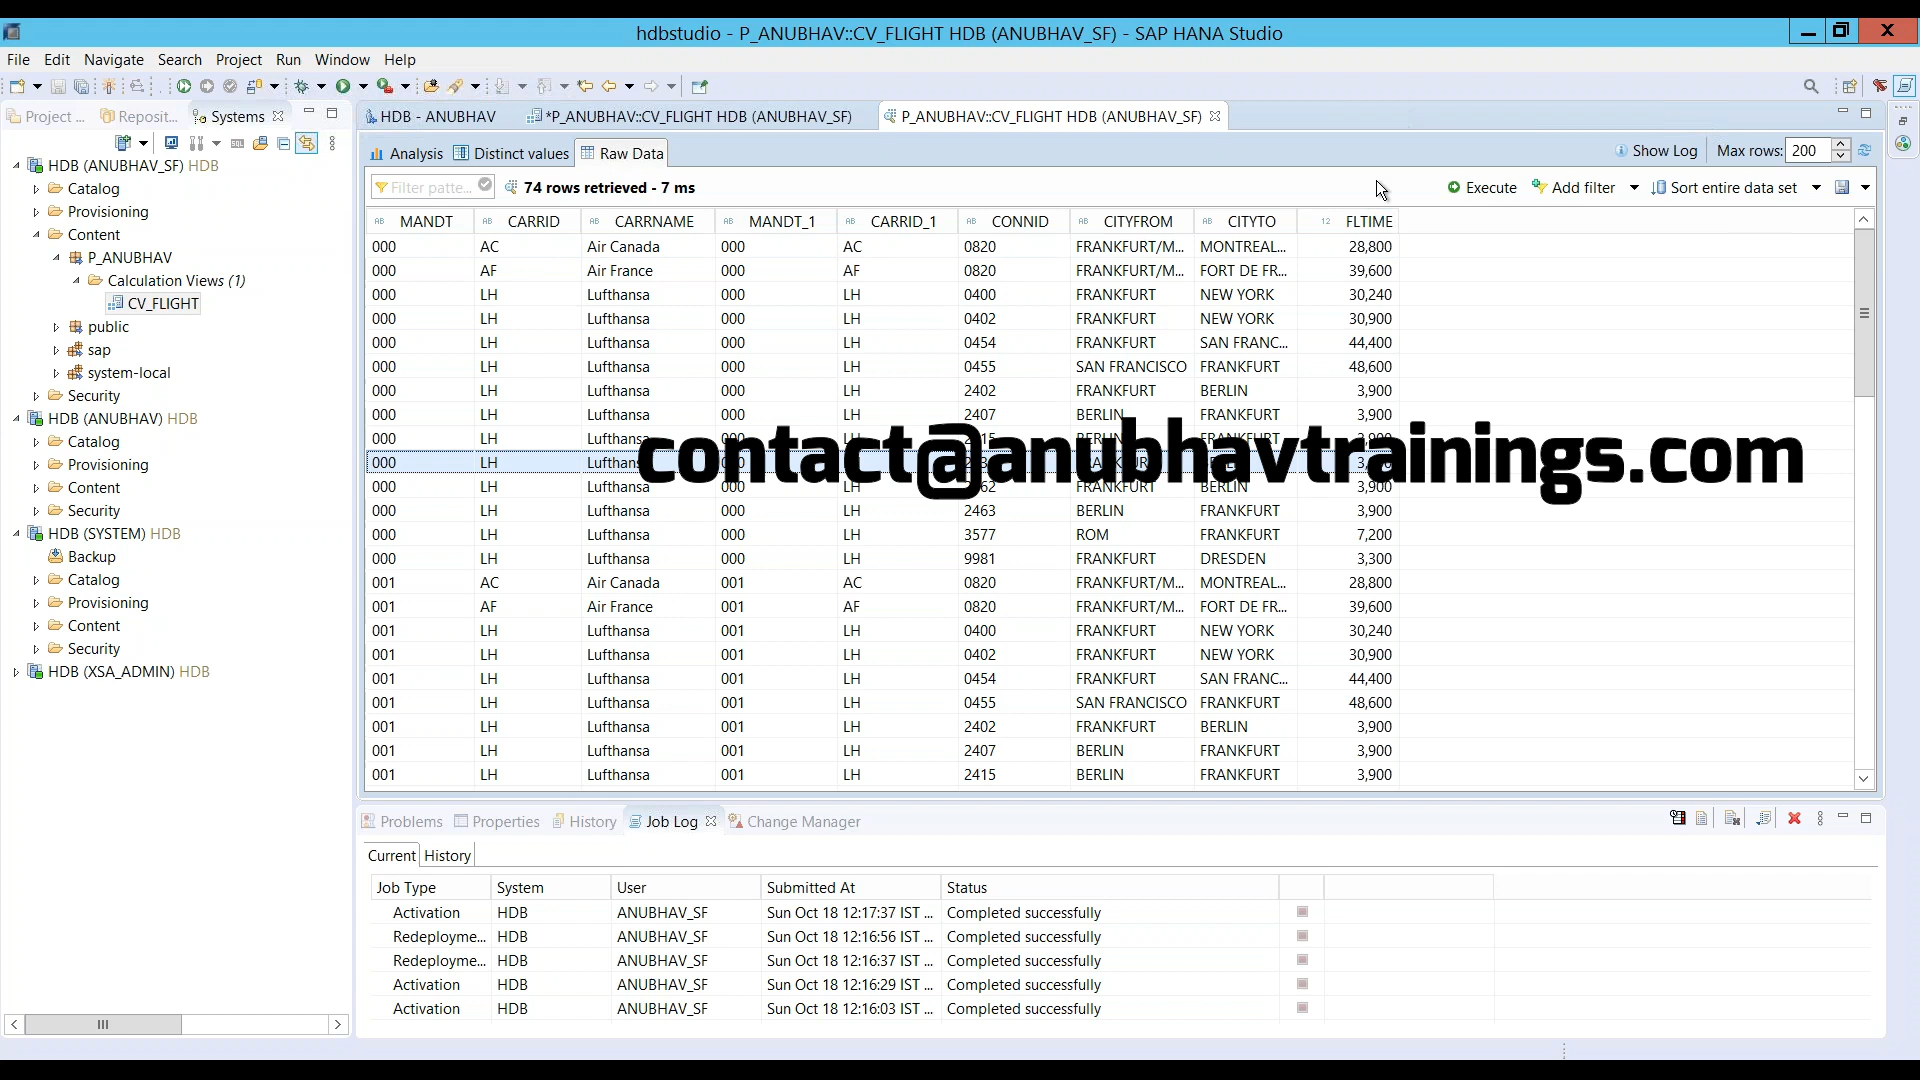 hdbstudio - P_ANUBHAV::CV_FLIGHT HDB (ANUBHAV_SF) - SAP HANA Studio
File Edit Navigate Search Project Run Window Help
Project ... Reposit... Systems
HDB - ANUBHAV *P_ANUBHAV::CV_FLIGHT HDB (ANUBHAV_SF) P_ANUBHAV::CV_FLIGHT HDB (ANUBHAV_SF)
HDB (ANUBHAV_SF) HDB
Catalog
Provisioning
Content
P_ANUBHAV
Calculation Views (1)
CV_FLIGHT
public
sap
system-local
Security
HDB (ANUBHAV) HDB
Catalog
Provisioning
Content
Security
HDB (SYSTEM) HDB
Backup
Catalog
Provisioning
Content
Security
HDB (XSA_ADMIN) HDB
Analysis Distinct values Raw Data Show Log Max rows: 200
Filter patte... 74 rows retrieved - 7 ms Execute Add filter Sort entire data set
MANDT CARRID CARRNAME MANDT_1 CARRID_1 CONNID CITYFROM CITYTO FLTIME
000 AC Air Canada 000 AC 0820 FRANKFURT/M... MONTREAL... 28,800
000 AF Air France 000 AF 0820 FRANKFURT/M... FORT DE FR... 39,600
000 LH Lufthansa 000 LH 0400 FRANKFURT NEW YORK 30,240
000 LH Lufthansa 000 LH 0402 FRANKFURT NEW YORK 30,900
000 LH Lufthansa 000 LH 0454 FRANKFURT SAN FRANC... 44,400
000 LH Lufthansa 000 LH 0455 SAN FRANCISCO FRANKFURT 48,600
000 LH Lufthansa 000 LH 2402 FRANKFURT BERLIN 3,900
000 LH Lufthansa 000 LH 2407 BERLIN FRANKFURT 3,900
000 LH Lufthansa 000 LH BERLIN FRANKFURT 3,900
000 LH
contact@anubhavtrainings.com
000 LH Lufthansa 000 LH FRANKFURT BERLIN 3,900
000 LH Lufthansa 000 LH 2463 BERLIN FRANKFURT 3,900
000 LH Lufthansa 000 LH 3577 ROM FRANKFURT 7,200
000 LH Lufthansa 000 LH 9981 FRANKFURT DRESDEN 3,300
001 AC Air Canada 001 AC 0820 FRANKFURT/M... MONTREAL... 28,800
001 AF Air France 001 AF 0820 FRANKFURT/M... FORT DE FR... 39,600
001 LH Lufthansa 001 LH 0400 FRANKFURT NEW YORK 30,240
001 LH Lufthansa 001 LH 0402 FRANKFURT NEW YORK 30,900
001 LH Lufthansa 001 LH 0454 FRANKFURT SAN FRANC... 44,400
001 LH Lufthansa 001 LH 0455 SAN FRANCISCO FRANKFURT 48,600
001 LH Lufthansa 001 LH 2402 FRANKFURT BERLIN 3,900
001 LH Lufthansa 001 LH 2407 BERLIN FRANKFURT 3,900
001 LH Lufthansa 001 LH 2415 BERLIN FRANKFURT 3,900
Problems Properties History Job Log Change Manager
Current History
Job Type System User Submitted At Status
Activation HDB ANUBHAV_SF Sun Oct 18 12:17:37 IST ... Completed successfully
Redeployme... HDB ANUBHAV_SF Sun Oct 18 12:16:56 IST ... Completed successfully
Redeployme... HDB ANUBHAV_SF Sun Oct 18 12:16:37 IST ... Completed successfully
Activation HDB ANUBHAV_SF Sun Oct 18 12:16:29 IST ... Completed successfully
Activation HDB ANUBHAV_SF Sun Oct 18 12:16:03 IST ... Completed successfully